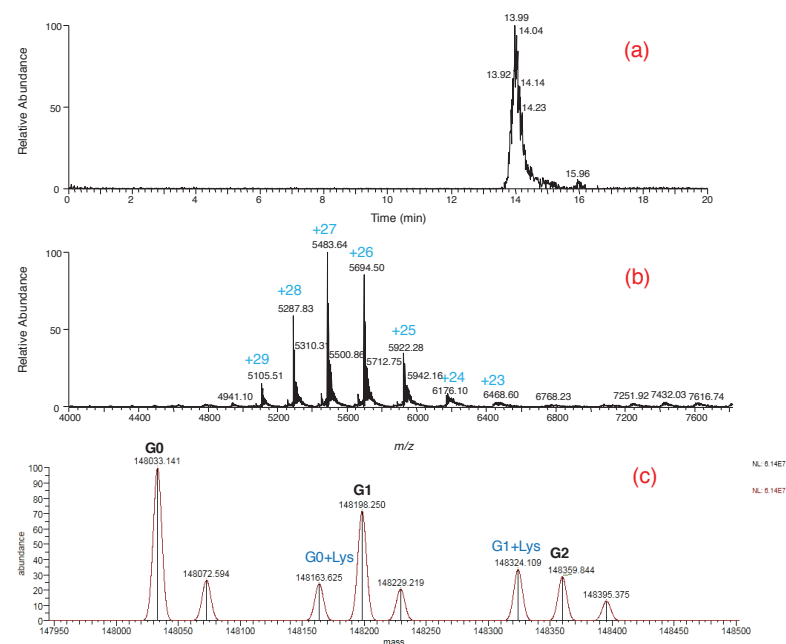 13.99
14.04
(a)
13.92
14.14
14.23
15.96
100
50
0
Relative Abundance
0 2 4 6 8 10 12 14 16 18 20
Time (min)
+27
5483.64
+26
5694.50
(b)
+28
5287.83
+25
5922.28
5310.31
5500.86
5712.75
+29
5105.51
5942.16
+24
6176.10
+23
6468.60
4941.10
6768.23
7251.92
7432.03
7616.74
100
50
0
Relative Abundance
4000 4400 4800 5200 5600 6000 6400 6800 7200 7600
m/z
G0
148033.141
(c)
NL: 6.14E7
NL: 6.14E7
G1
148198.250
G0+Lys
148163.625
G1+Lys
148324.109
G2
148359.844
148072.594
148229.219
148395.375
100
90
80
70
60
50
40
30
20
10
0
abundance
147950 148000 148050 148100 148150 148200 148250 148300 148350 148400 148450 148500
mass